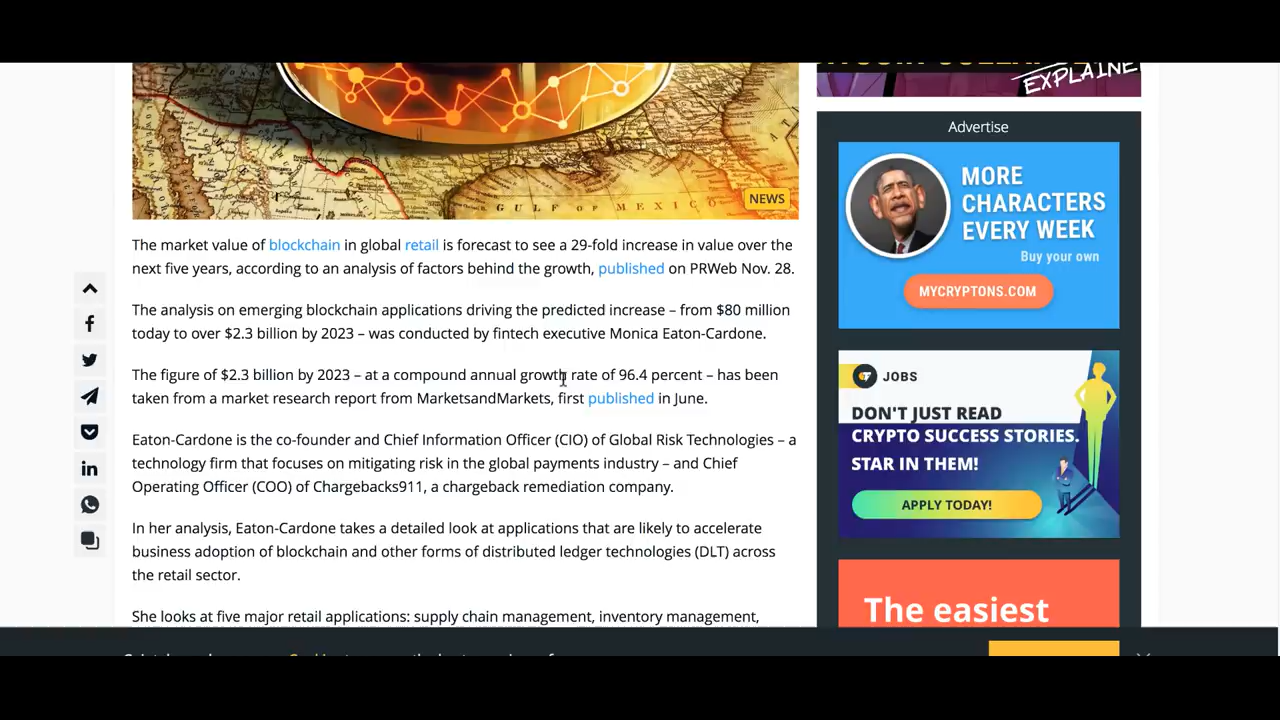 EXPLAINE
GULF OF MEXICO
NEWS
The market value of blockchain in global retail is forecast to see a 29-fold increase in value over the
next five years, according to an analysis of factors behind the growth, published on PRWeb Nov. 28.
The analysis on emerging blockchain applications driving the predicted increase – from $80 million
today to over $2.3 billion by 2023 – was conducted by fintech executive Monica Eaton-Cardone.
The figure of $2.3 billion by 2023 – at a compound annual growth rate of 96.4 percent – has been
taken from a market research report from MarketsandMarkets, first published in June.
Eaton-Cardone is the co-founder and Chief Information Officer (CIO) of Global Risk Technologies – a
technology firm that focuses on mitigating risk in the global payments industry – and Chief
Operating Officer (COO) of Chargebacks911, a chargeback remediation company.
In her analysis, Eaton-Cardone takes a detailed look at applications that are likely to accelerate
business adoption of blockchain and other forms of distributed ledger technologies (DLT) across
the retail sector.
She looks at five major retail applications: supply chain management, inventory management,
Advertise
MORE
CHARACTERS
EVERY WEEK
Buy your own
MYCRYPTONS.COM
JOBS
DON'T JUST READ
CRYPTO SUCCESS STORIES.
STAR IN THEM!
APPLY TODAY!
The easiest